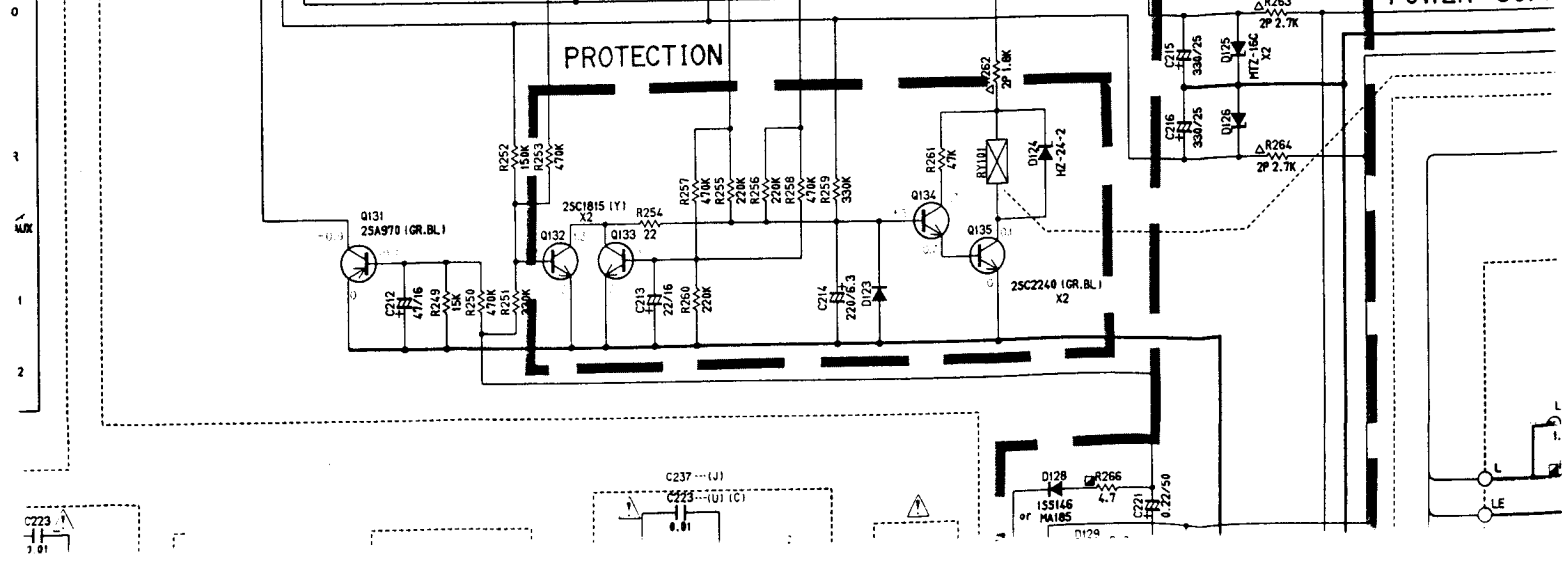 PROTECTION
R263
2P 2.7K
C215
330/25
D125
MTZ-16C
X2
C216
330/25
D126
R264
2P 2.7K
2P 1.8K
R252
150K
R253
470K
R257
470K
R255
220K
R256
220K
R258
470K
R259
330K
R261
47K
RY101
D124
HZ-24-2
Q134
Q131
2SA970 (GR.BL)
2SC1815 (Y)
X2
R254
22
Q132
Q133
Q135
2SC2240 (GR.BL)
X2
C212
47/16
R249
15K
R250
470K
R251
C213
22/16
R260
220K
C214
220/6.3
D123
0
1
2
C237---(J)
C223---(U) (C)
0.01
C223
D128
1SS146
or MA185
R266
4.7
C221
0.22/50
D129
L
LE
L